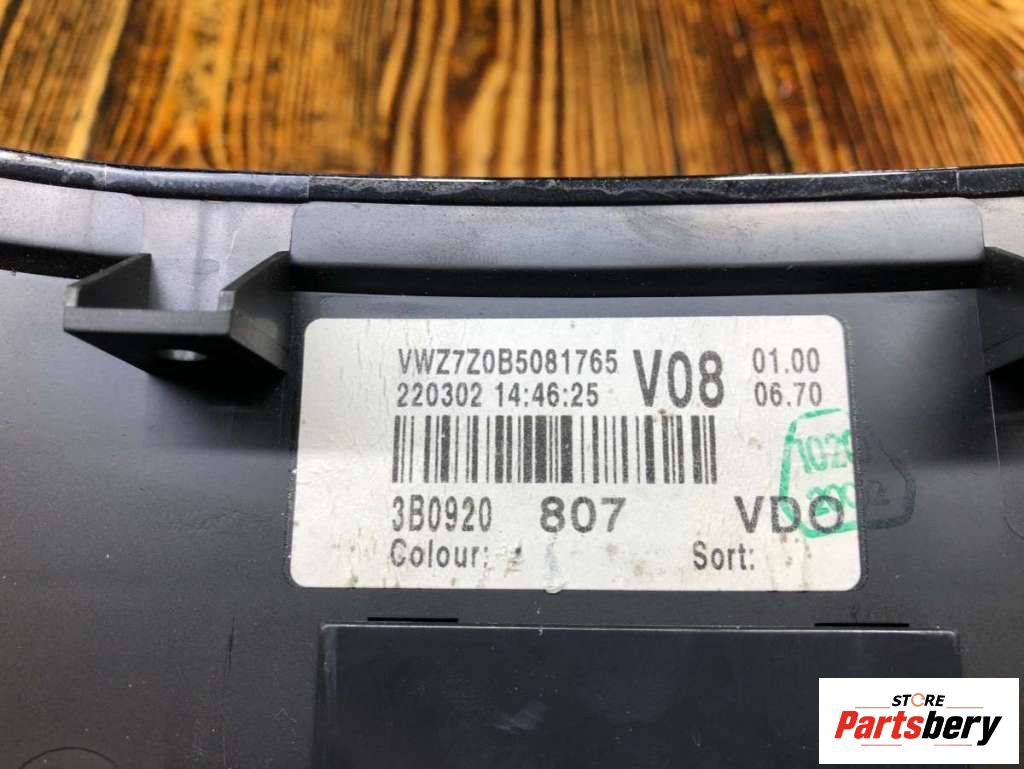 VWZ7Z0B5081765 V08 01.00
220302 14:46:25 06.70
3B0920 807 VDO
Colour: Sort:
STORE
Partsbery